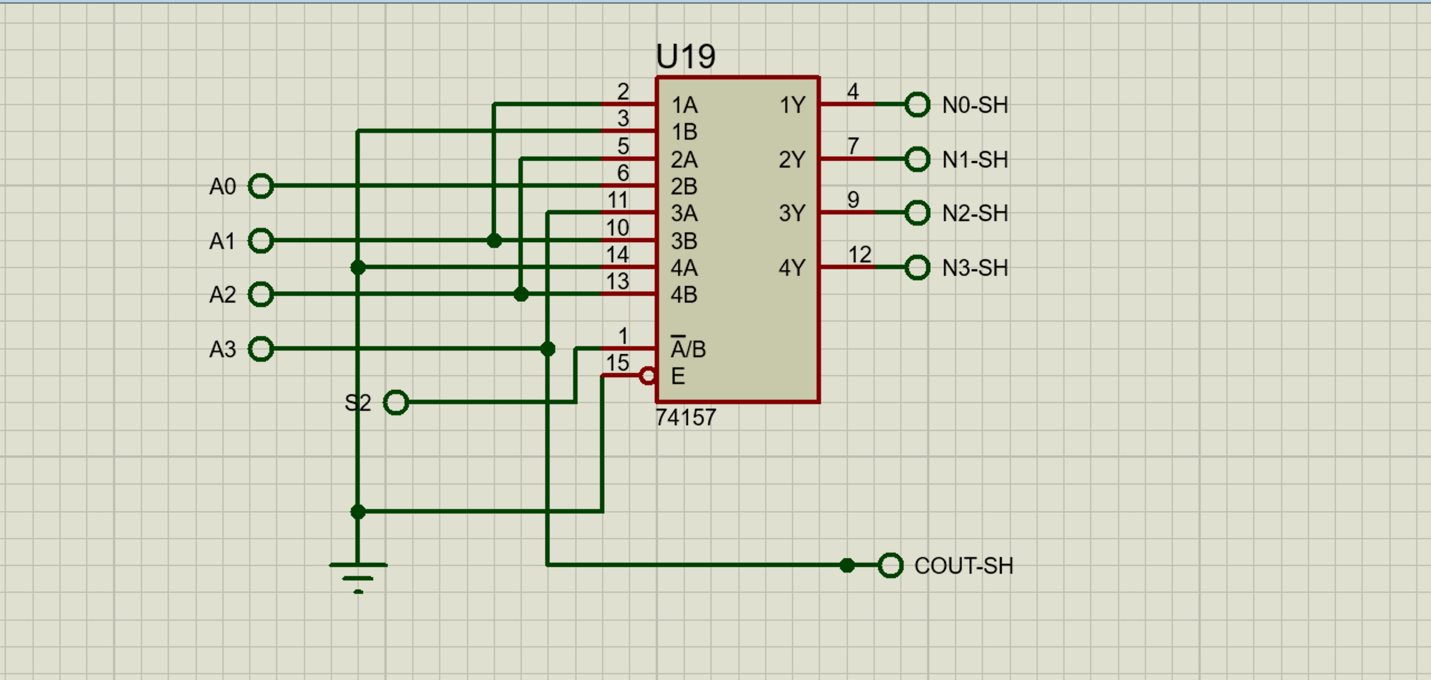 U19
2 1A 1Y 4 N0-SH
3 1B
5 2A 2Y 7 N1-SH
A0 6 2B
11 3A 3Y 9 N2-SH
A1 10 3B
14 4A 4Y 12 N3-SH
A2 13 4B
A3 1 A̅/B
15 E
S2
74157
COUT-SH